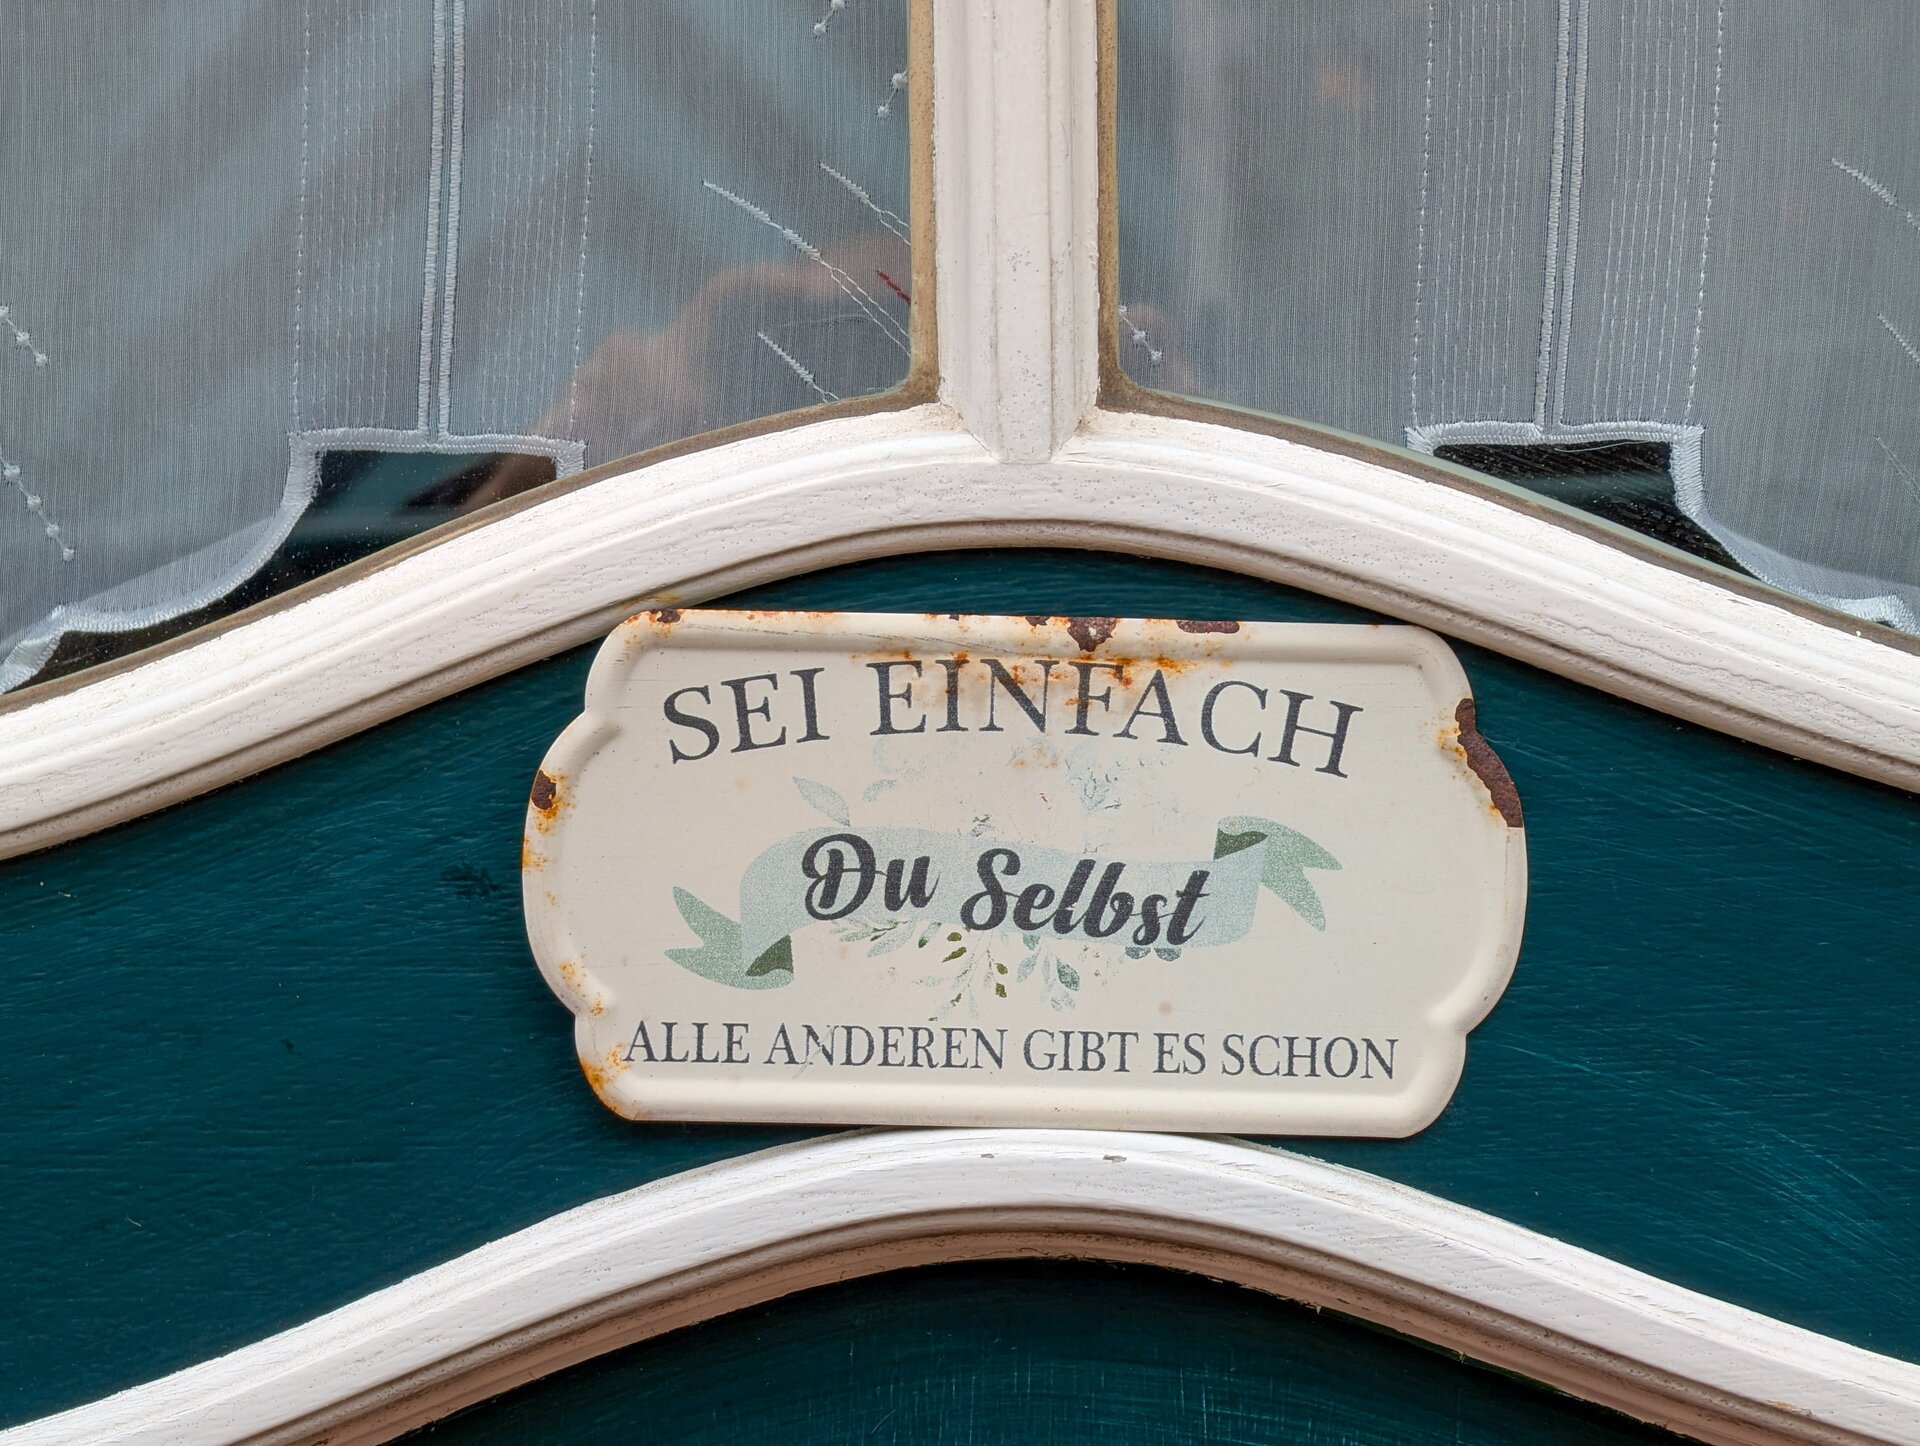 SEI EINFACH
Du Selbst
ALLE ANDEREN GIBT ES SCHON